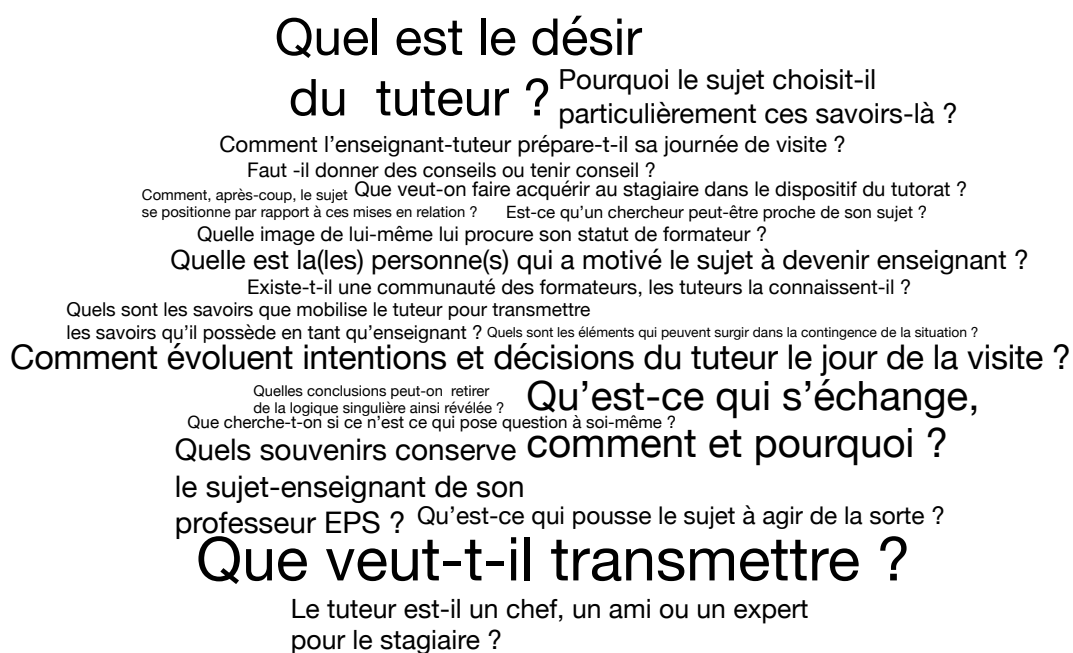 Quel est le désir
du tuteur ?
Pourquoi le sujet choisit-il
particulièrement ces savoirs-là ?
Comment l'enseignant-tuteur prépare-t-il sa journée de visite ?
Faut -il donner des conseils ou tenir conseil ?
Comment, après-coup, le sujet
se positionne par rapport à ces mises en relation ?
Que veut-on faire acquérir au stagiaire dans le dispositif du tutorat ?
Est-ce qu'un chercheur peut-être proche de son sujet ?
Quelle image de lui-même lui procure son statut de formateur ?
Quelle est la(les) personne(s) qui a motivé le sujet à devenir enseignant ?
Existe-t-il une communauté des formateurs, les tuteurs la connaissent-il ?
Quels sont les savoirs que mobilise le tuteur pour transmettre
les savoirs qu'il possède en tant qu'enseignant ?
Quels sont les éléments qui peuvent surgir dans la contingence de la situation ?
Comment évoluent intentions et décisions du tuteur le jour de la visite ?
Quelles conclusions peut-on retirer
de la logique singulière ainsi révélée ?
Qu'est-ce qui s'échange,
comment et pourquoi ?
Que cherche-t-on si ce n'est ce qui pose question à soi-même ?
Quels souvenirs conserve
le sujet-enseignant de son
professeur EPS ?
Qu'est-ce qui pousse le sujet à agir de la sorte ?
Que veut-t-il transmettre ?
Le tuteur est-il un chef, un ami ou un expert
pour le stagiaire ?